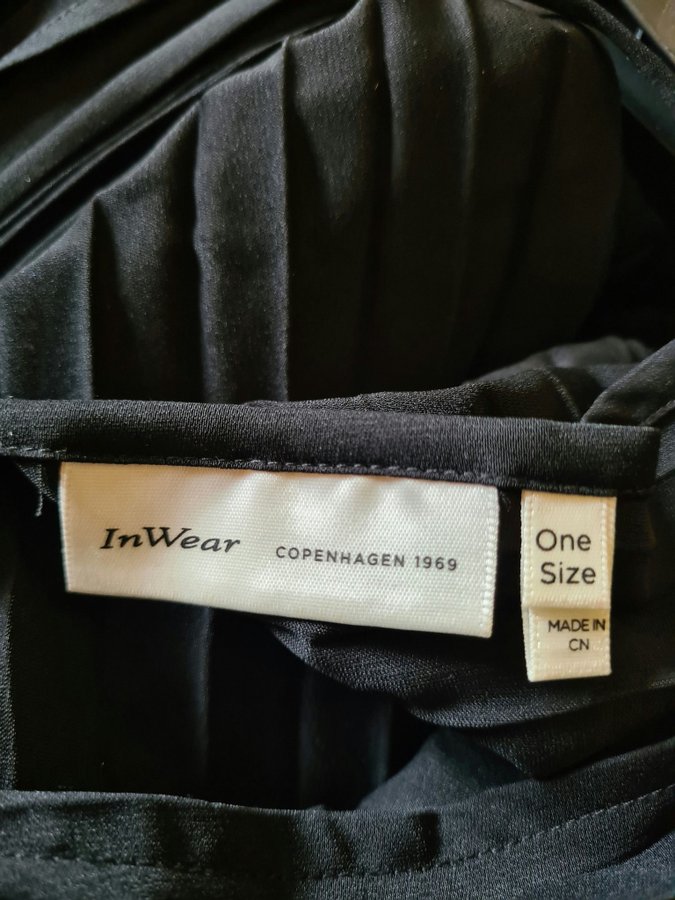 InWear COPENHAGEN 1969
One
Size
MADE IN
CN